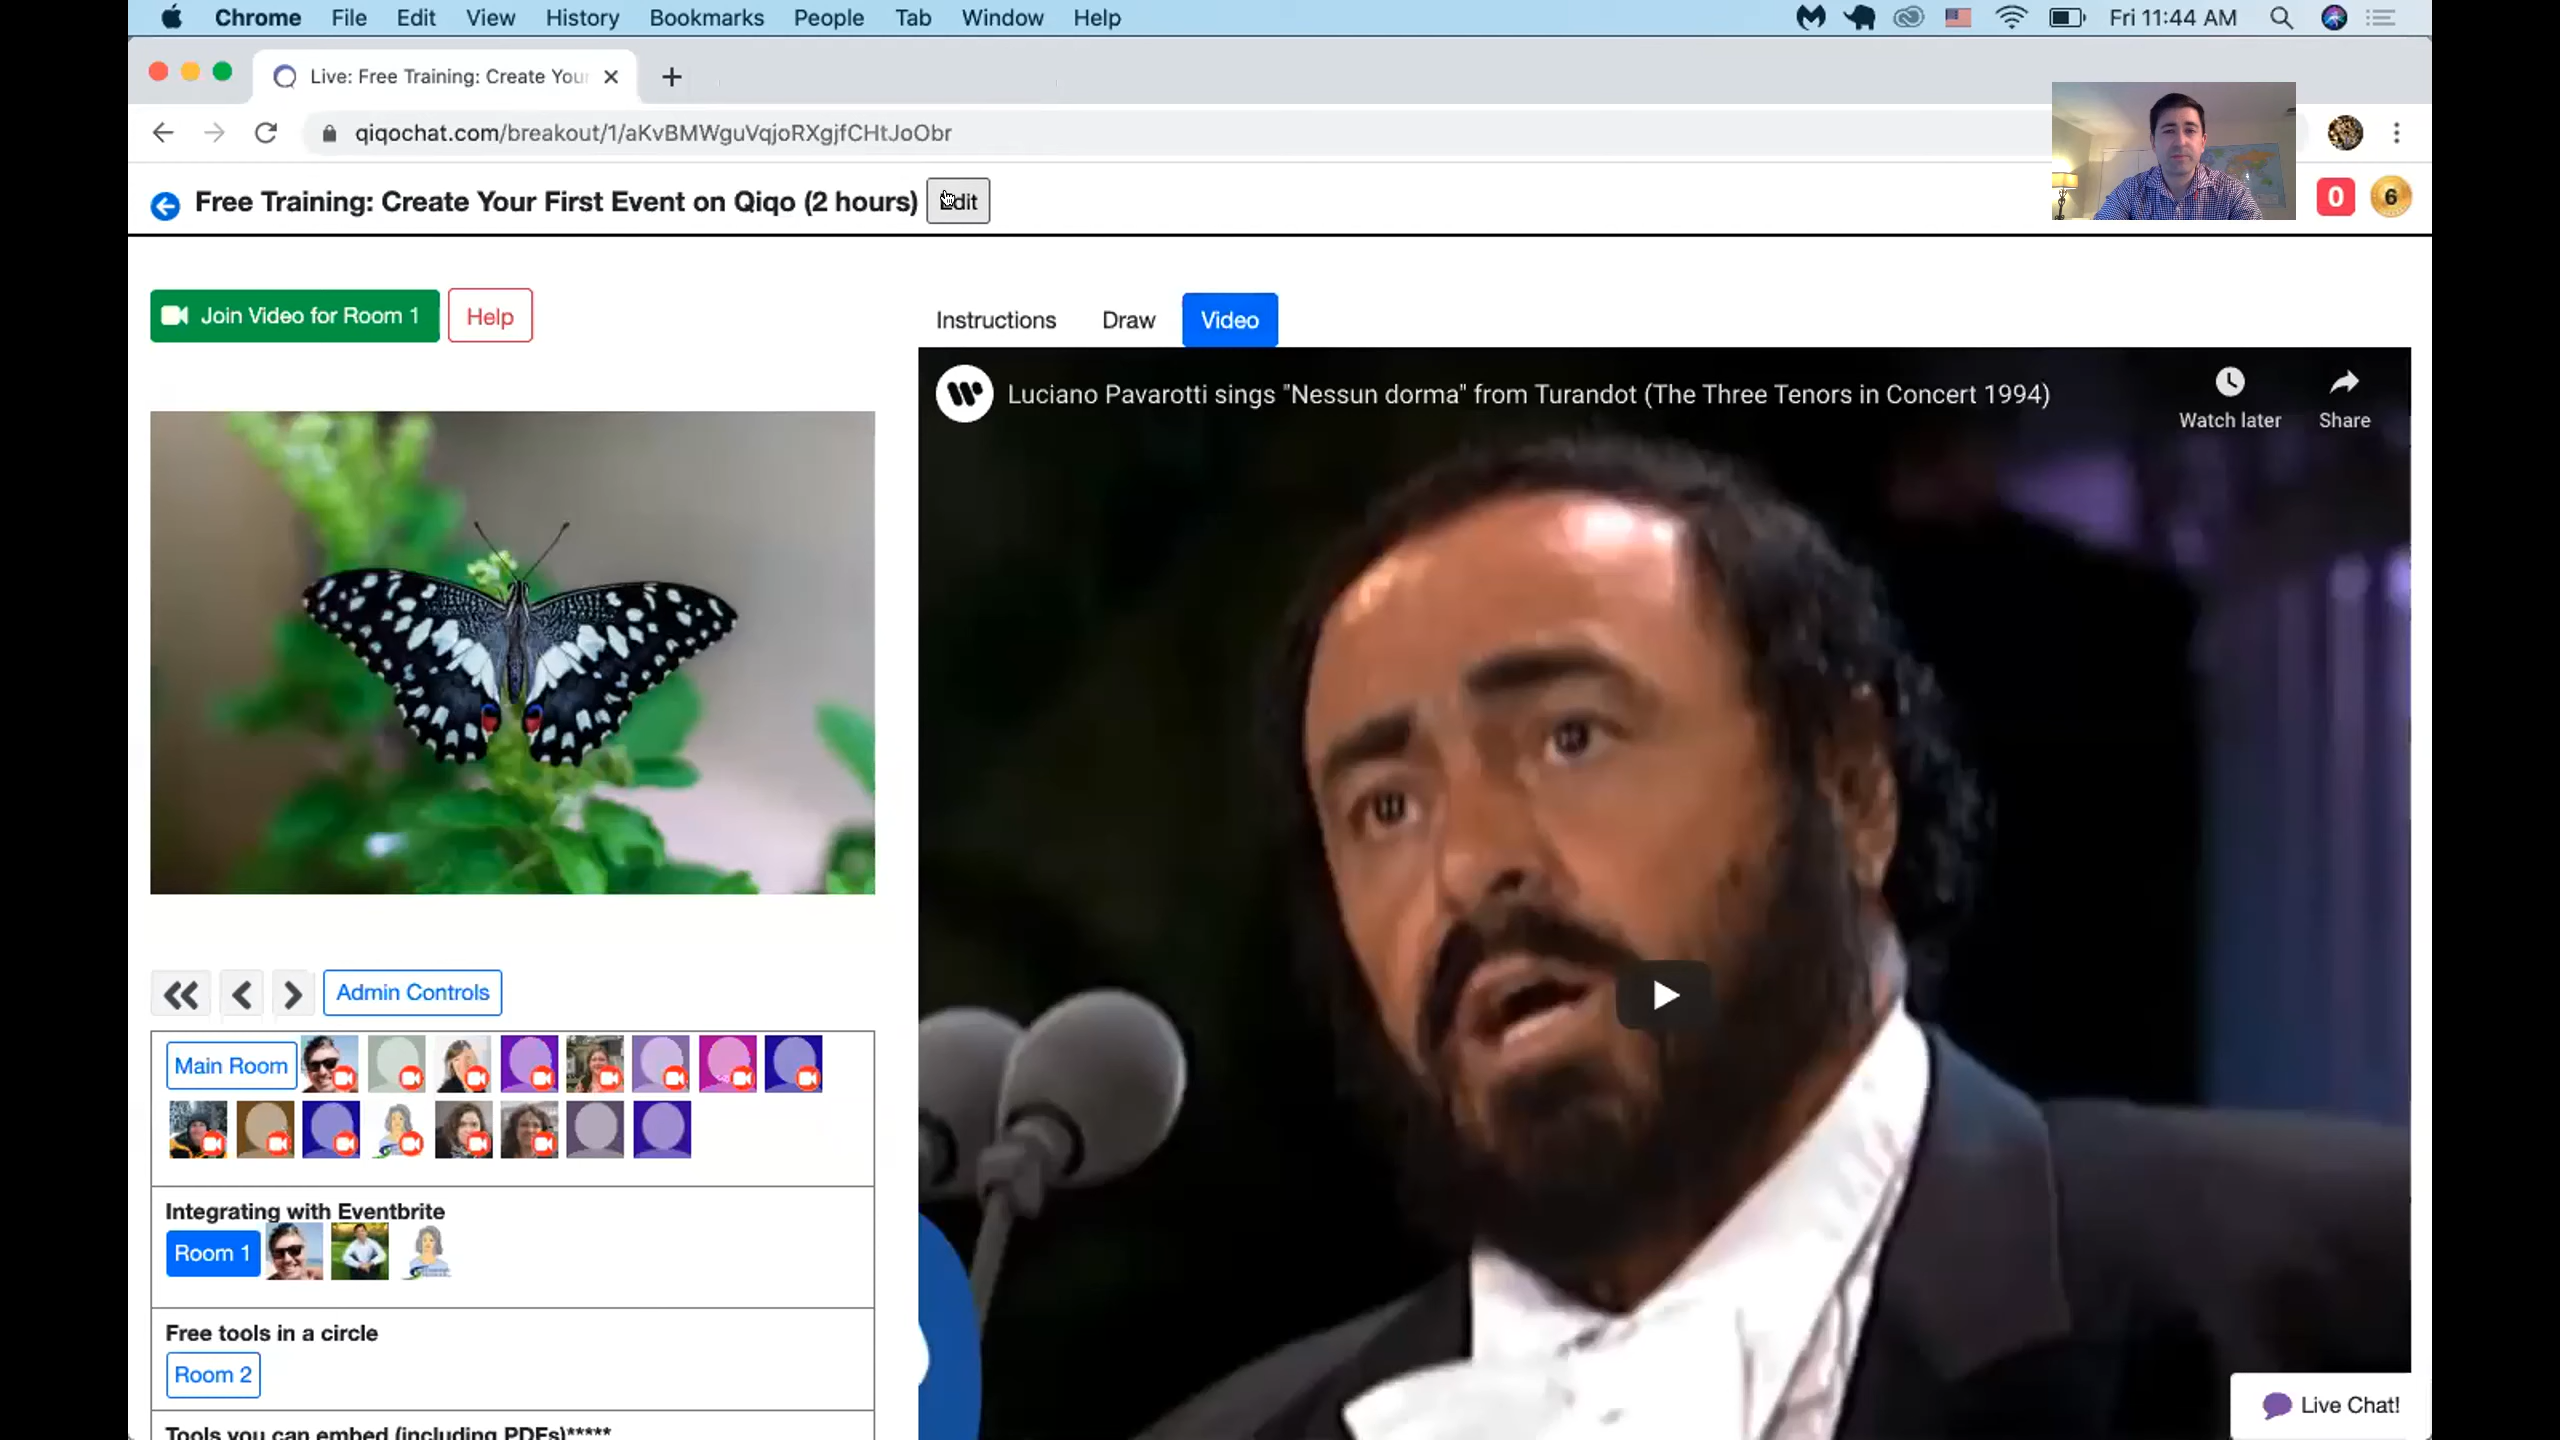 Chrome File Edit View History Bookmarks People Tab Window Help Fri 11:44 AM
Live: Free Training: Create Your
qiqochat.com/breakout/1/aKvBMWguVqjoRXgjfCHtJoObr
Free Training: Create Your First Event on Qiqo (2 hours) Edit 0 6
Join Video for Room 1 Help
Instructions Draw Video
Luciano Pavarotti sings "Nessun dorma" from Turandot (The Three Tenors in Concert 1994)
Watch later Share
Admin Controls
Main Room
Integrating with Eventbrite
Room 1
Free tools in a circle
Room 2
Tools you can embed (including PDFs)*****
Live Chat!